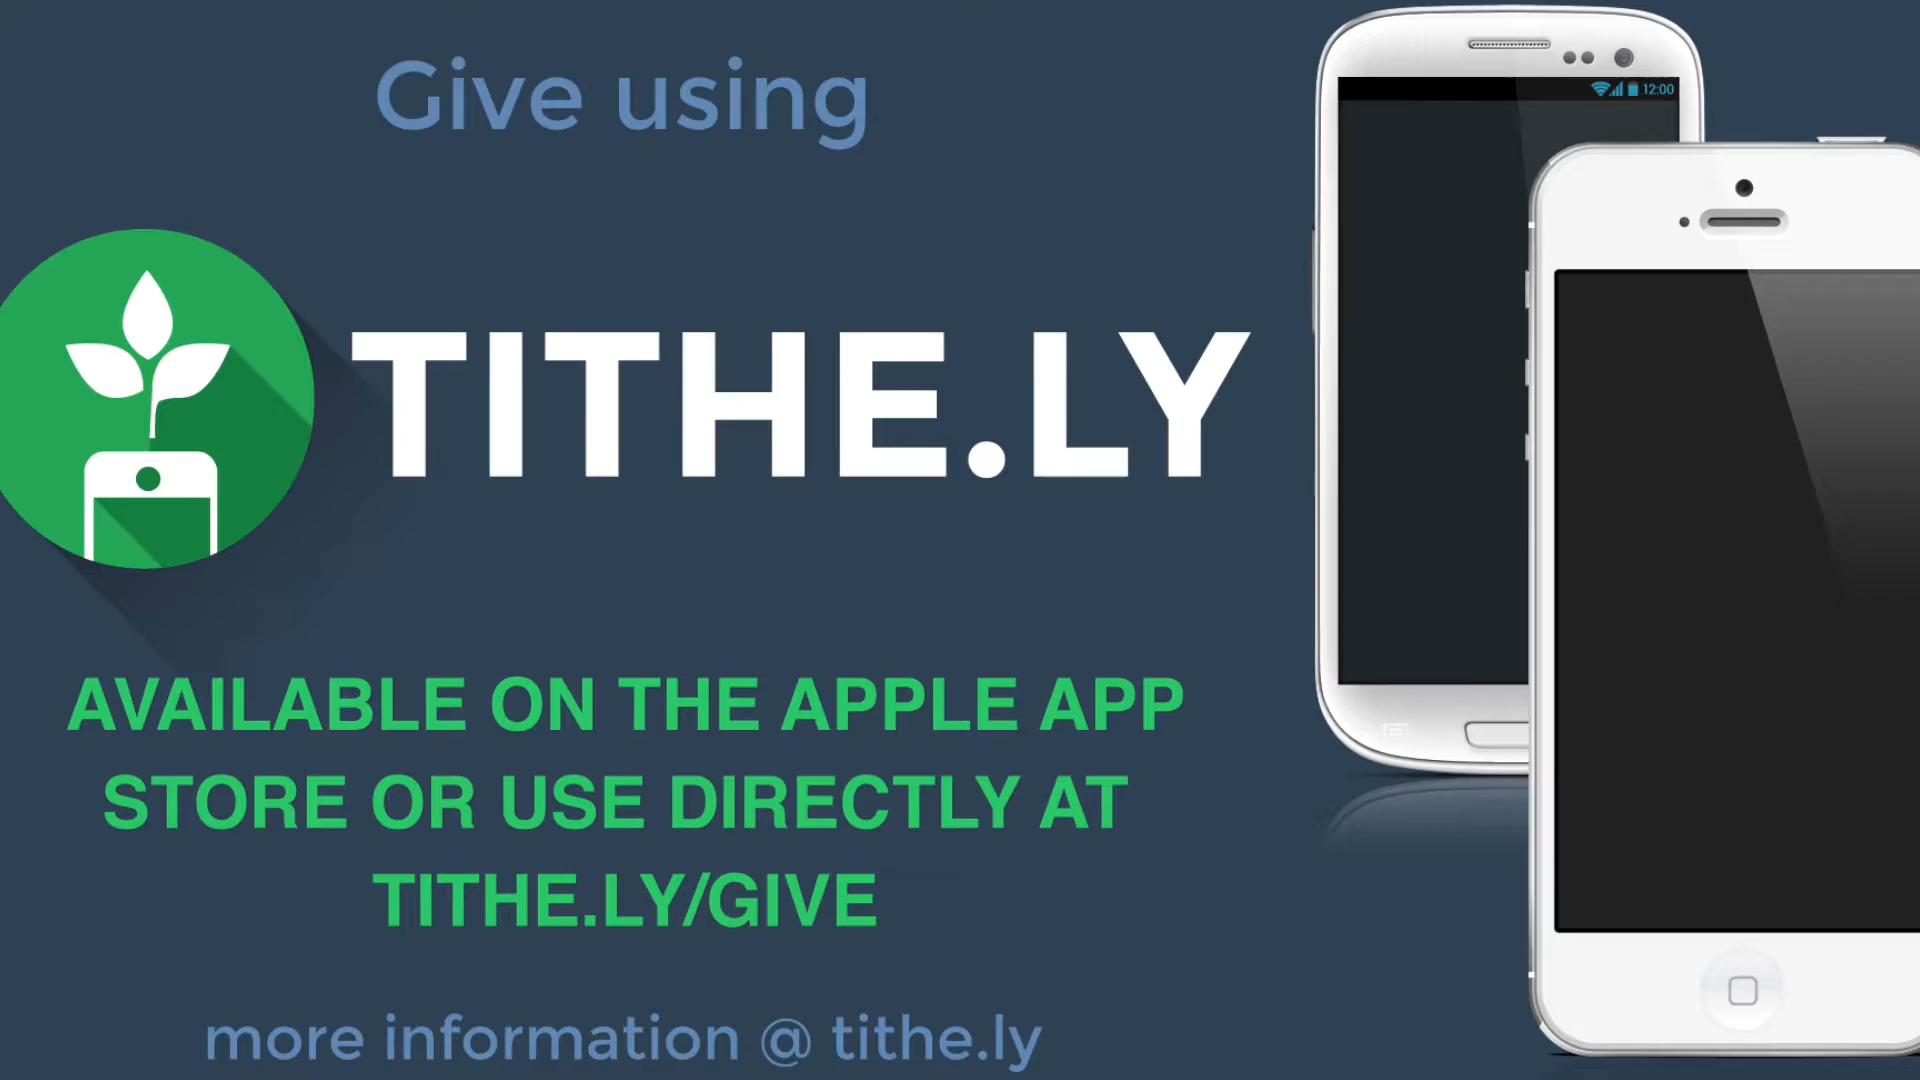 Give using
12:00
TITHE.LY
AVAILABLE ON THE APPLE APP
STORE OR USE DIRECTLY AT
TITHE.LY/GIVE
more information @ tithe.ly